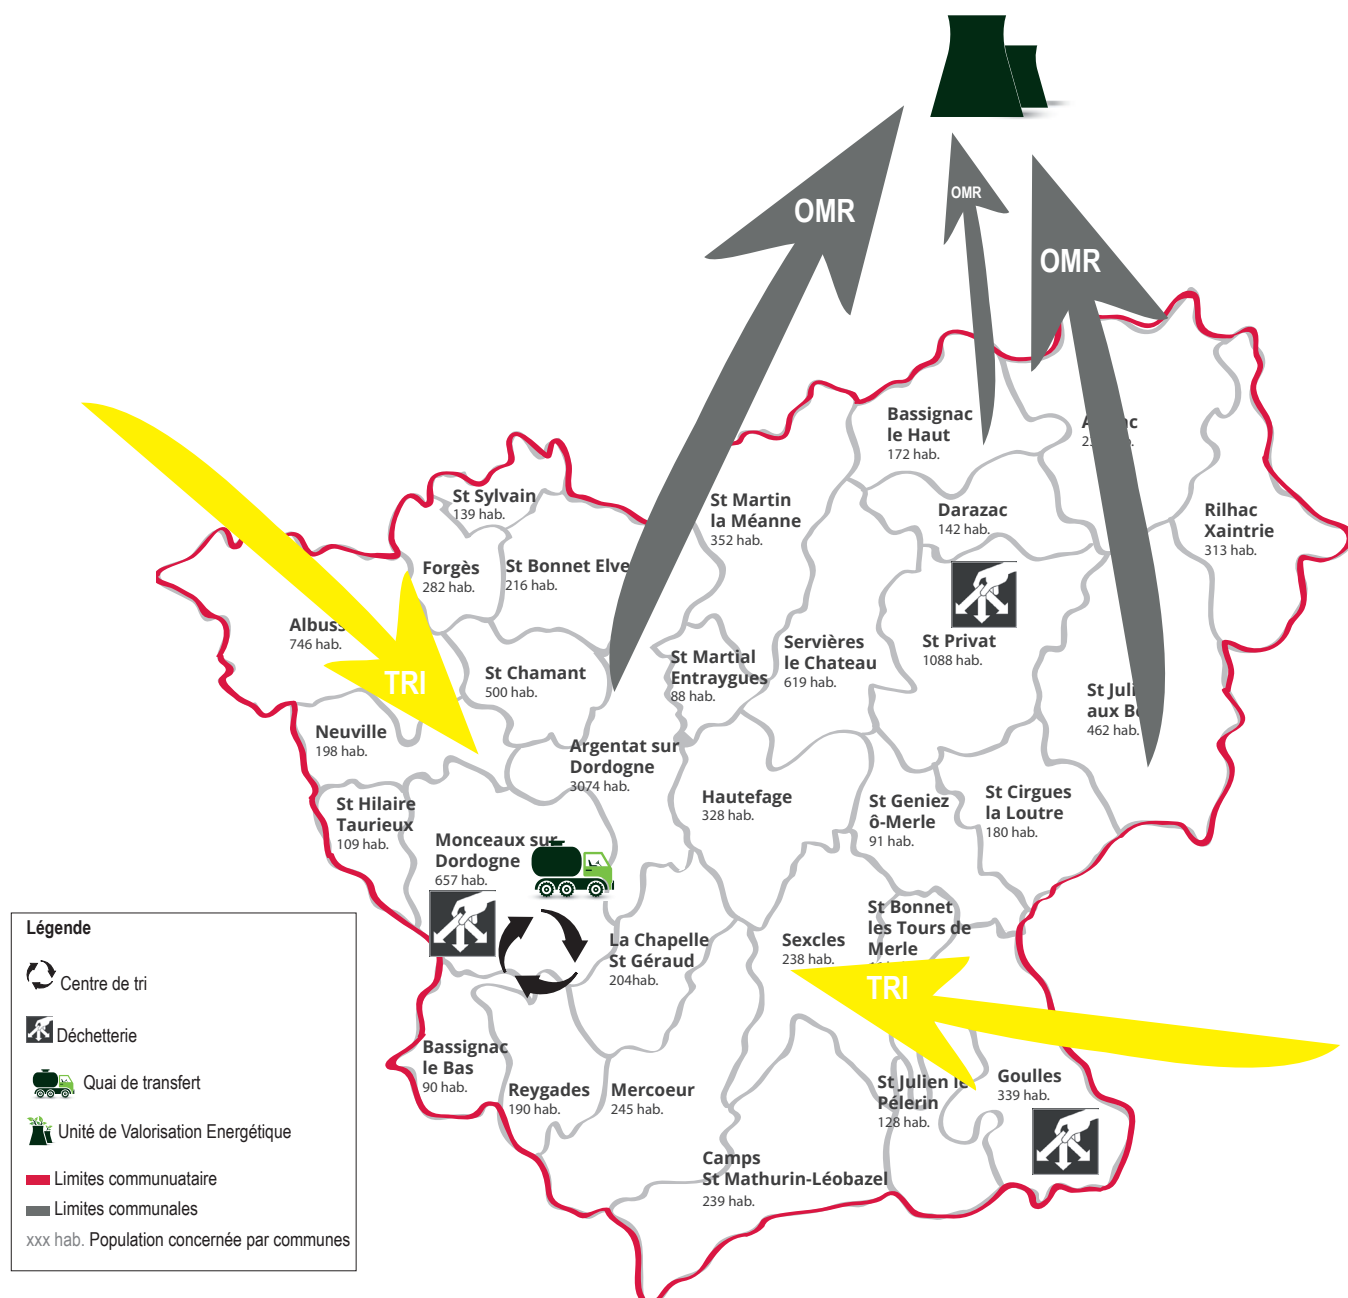 OMR
OMR
OMR
Bassignac
le Haut
172 hab.
St Sylvain
139 hab.
St Martin
la Méanne
352 hab.
Darazac
142 hab.
Rilhac
Xaintrie
313 hab.
Forgès
282 hab.
St Bonnet Elve
216 hab.
Albuss
746 hab.
St Chamant
500 hab.
TRI
St Martial
Entraygues
88 hab.
Servières
le Chateau
619 hab.
St Privat
1088 hab.
St Juli
aux B
462 hab.
Neuville
198 hab.
Argentat sur
Dordogne
3074 hab.
St Hilaire
Taurieux
109 hab.
Hautefage
328 hab.
St Geniez
ô-Merle
91 hab.
St Cirgues
la Loutre
180 hab.
Monceaux sur
Dordogne
657 hab.
La Chapelle
St Géraud
204hab.
Sexcles
238 hab.
St Bonnet
les Tours de
Merle
TRI
Bassignac
le Bas
90 hab.
Reygades
190 hab.
Mercoeur
245 hab.
St Julien le
Pélerin
128 hab.
Goulles
339 hab.
Camps
St Mathurin-Léobazel
239 hab.
Légende
Centre de tri
Déchetterie
Quai de transfert
Unité de Valorisation Energétique
Limites communuataire
Limites communales
xxx hab. Population concernée par communes